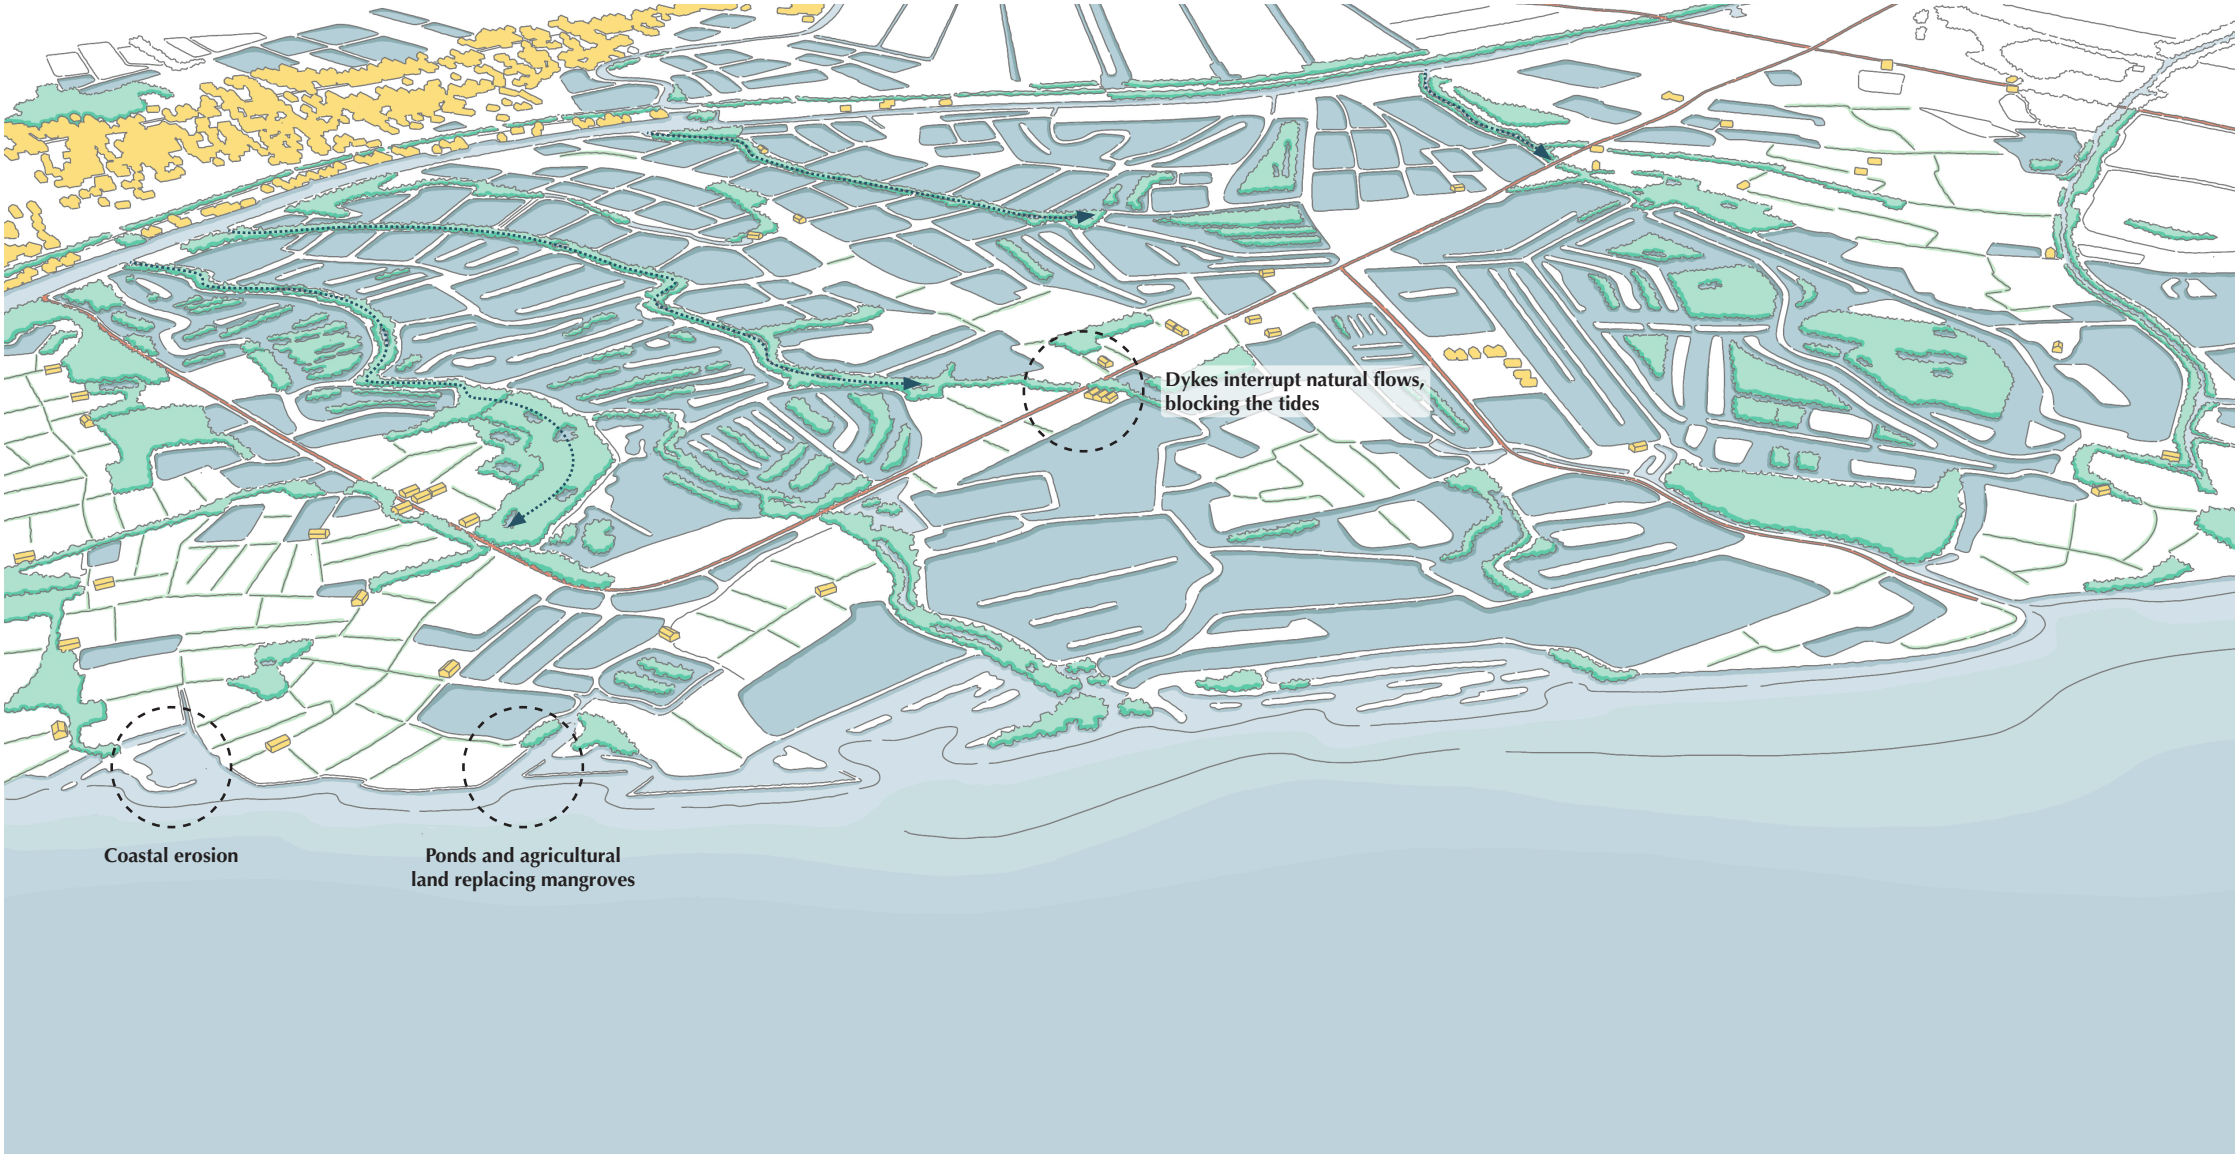 Dykes interrupt natural flows,
blocking the tides
Coastal erosion
Ponds and agricultural
land replacing mangroves